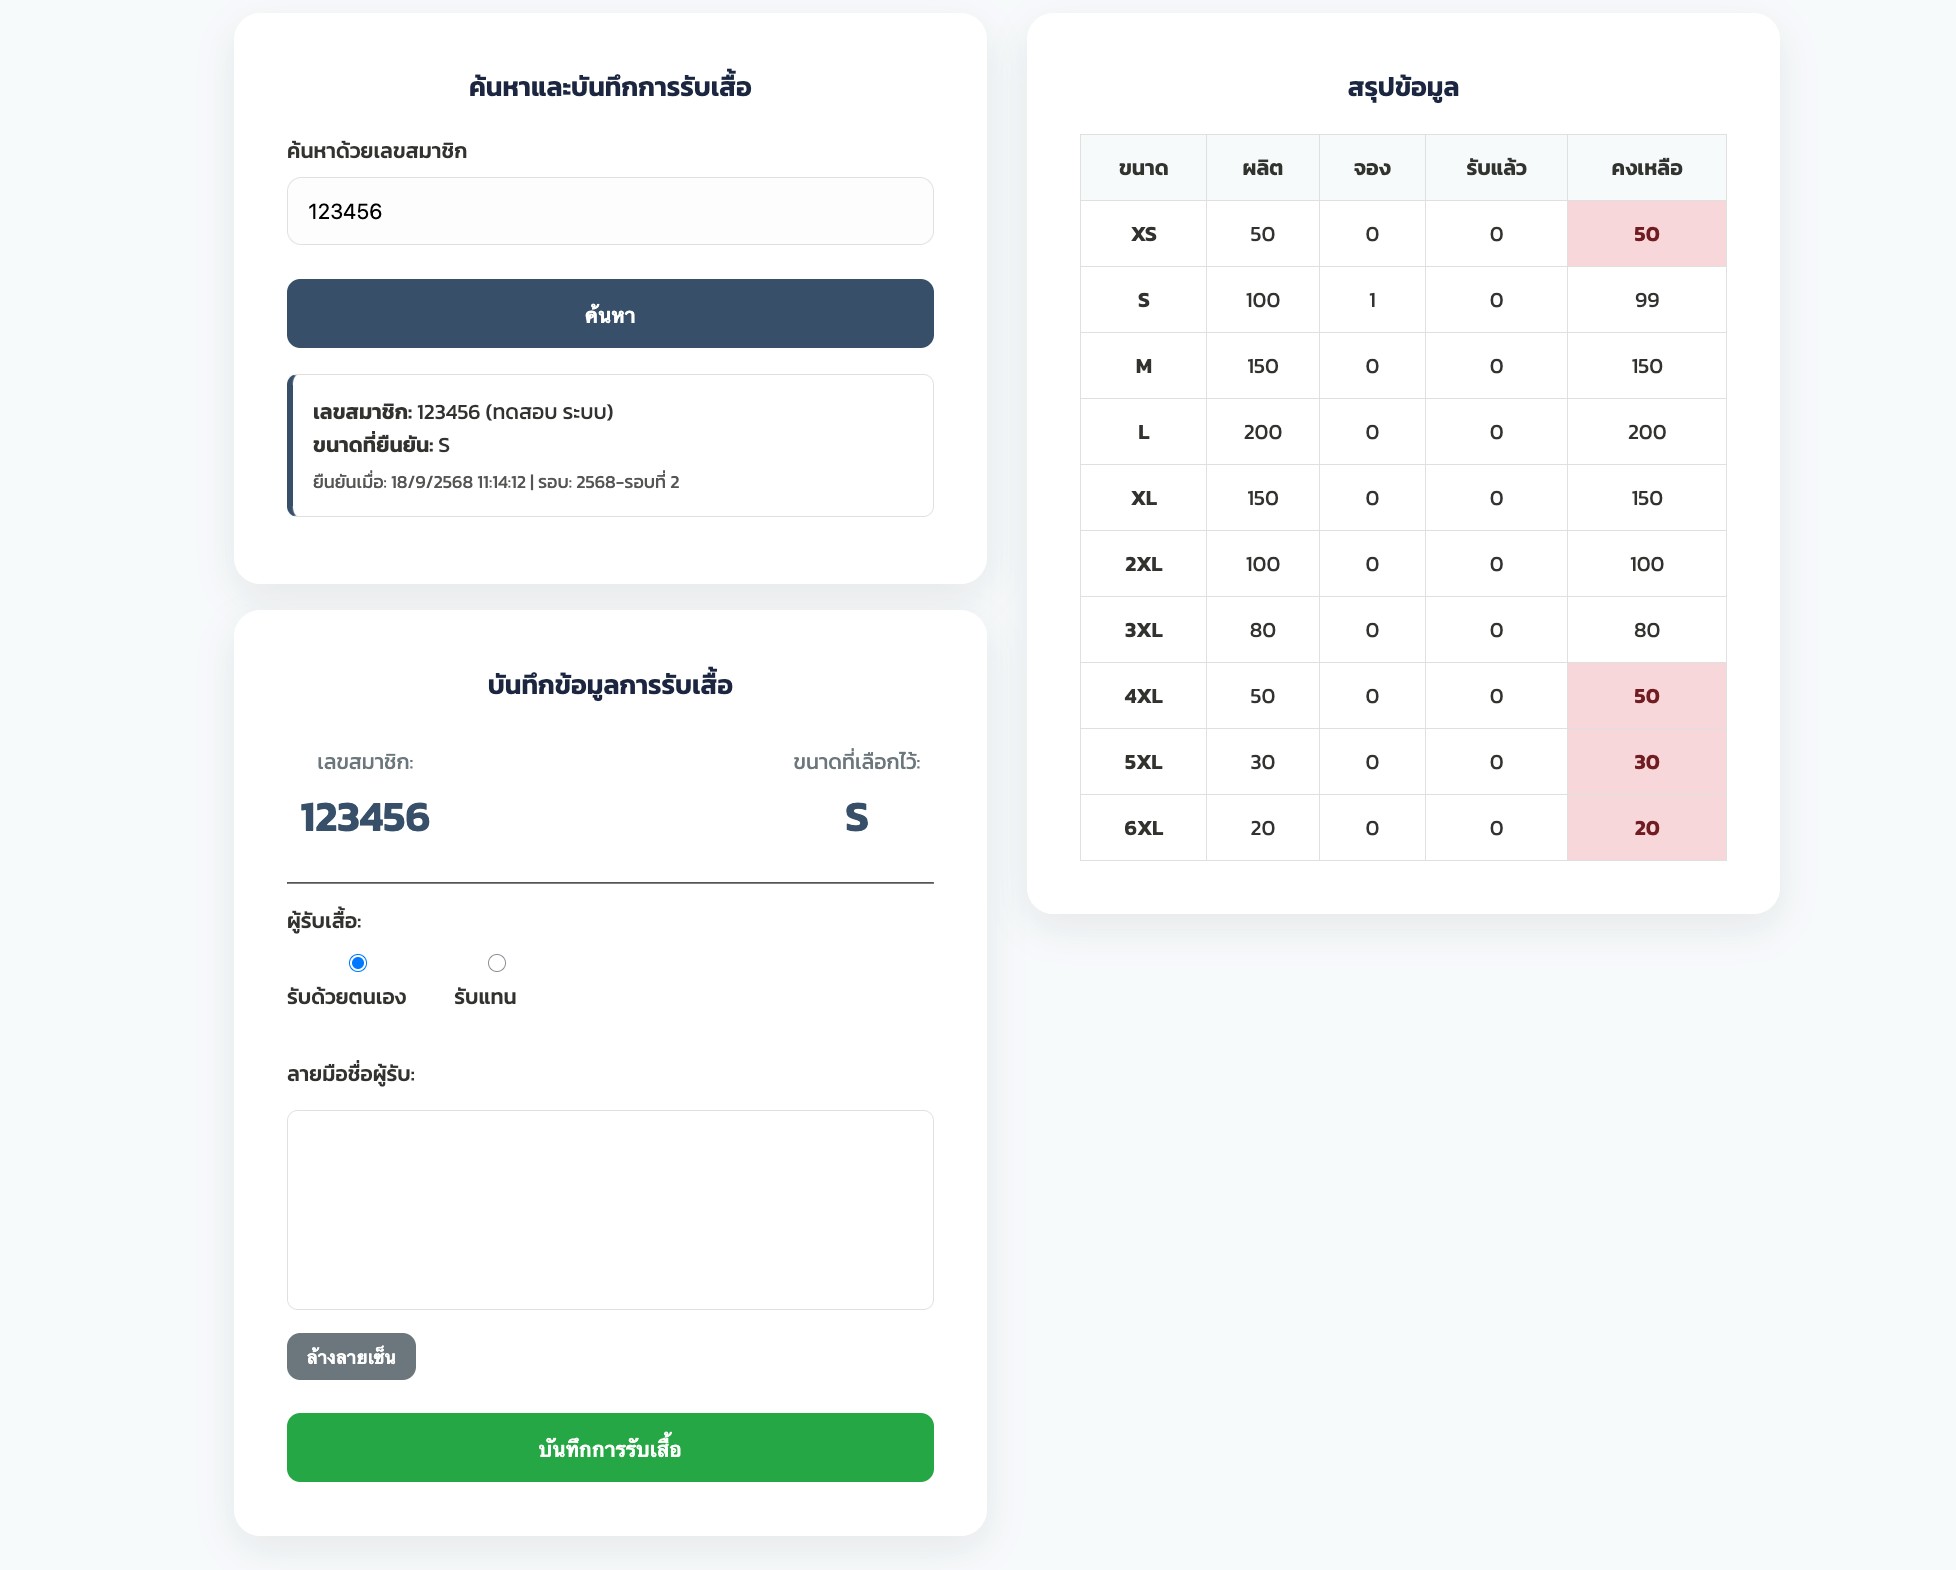 ค้นหาและบันทึกการรับเสื้อ
ค้นหาด้วยเลขสมาชิก
123456
ค้นหา
เลขสมาชิก: 123456 (ทดสอบ ระบบ)
ขนาดที่ยืนยัน: S
ยืนยันเมื่อ: 18/9/2568 11:14:12 | รอบ: 2568-รอบที่ 2
บันทึกข้อมูลการรับเสื้อ
เลขสมาชิก: ขนาดที่เลือกไว้:
123456 S
ผู้รับเสื้อ:
รับด้วยตนเอง รับแทน
ลายมือชื่อผู้รับ:
ล้างลายเซ็น
บันทึกการรับเสื้อ
สรุปข้อมูล
ขนาด ผลิต จอง รับแล้ว คงเหลือ
XS 50 0 0 50
S 100 1 0 99
M 150 0 0 150
L 200 0 0 200
XL 150 0 0 150
2XL 100 0 0 100
3XL 80 0 0 80
4XL 50 0 0 50
5XL 30 0 0 30
6XL 20 0 0 20